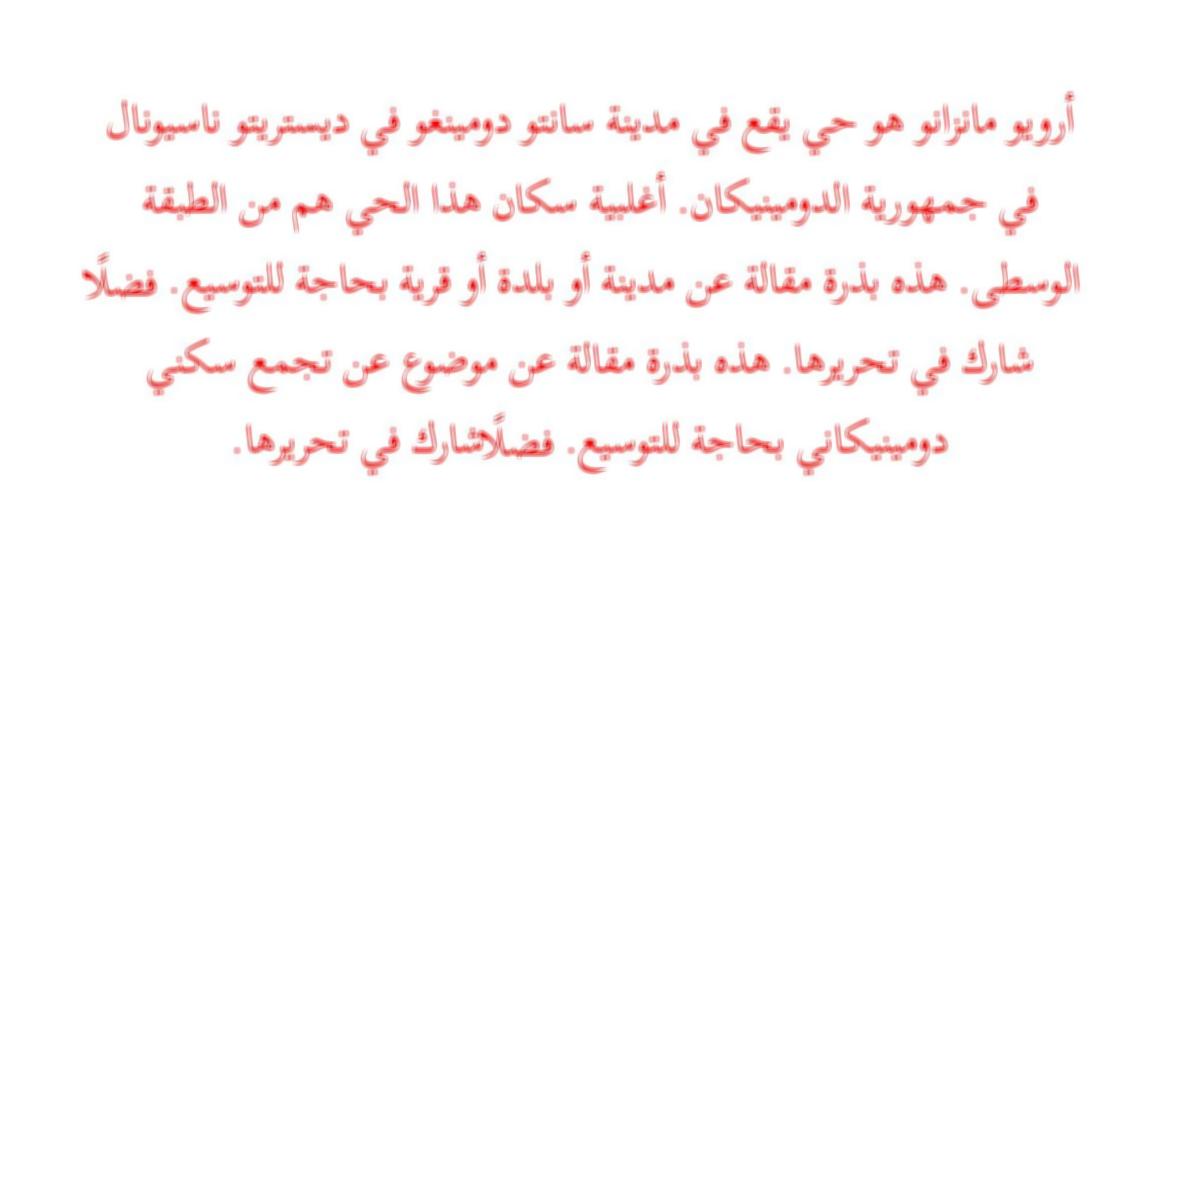 أرويو مانزانو هو حي يقع في مدينة سانتو دومينغو في ديستريتو ناسيونال
في جمهورية الدومينيكان. أغلبية سكان هذا الحي هم من الطبقة
الوسطى. هذه بذرة مقالة عن مدينة أو بلدة أو قرية بحاجة للتوسيع. فضلًا
شارك في تحريرها. هذه بذرة مقالة عن موضوع عن تجمع سكني
دومينيكاني بحاجة للتوسيع. فضلًاشارك في تحريرها.